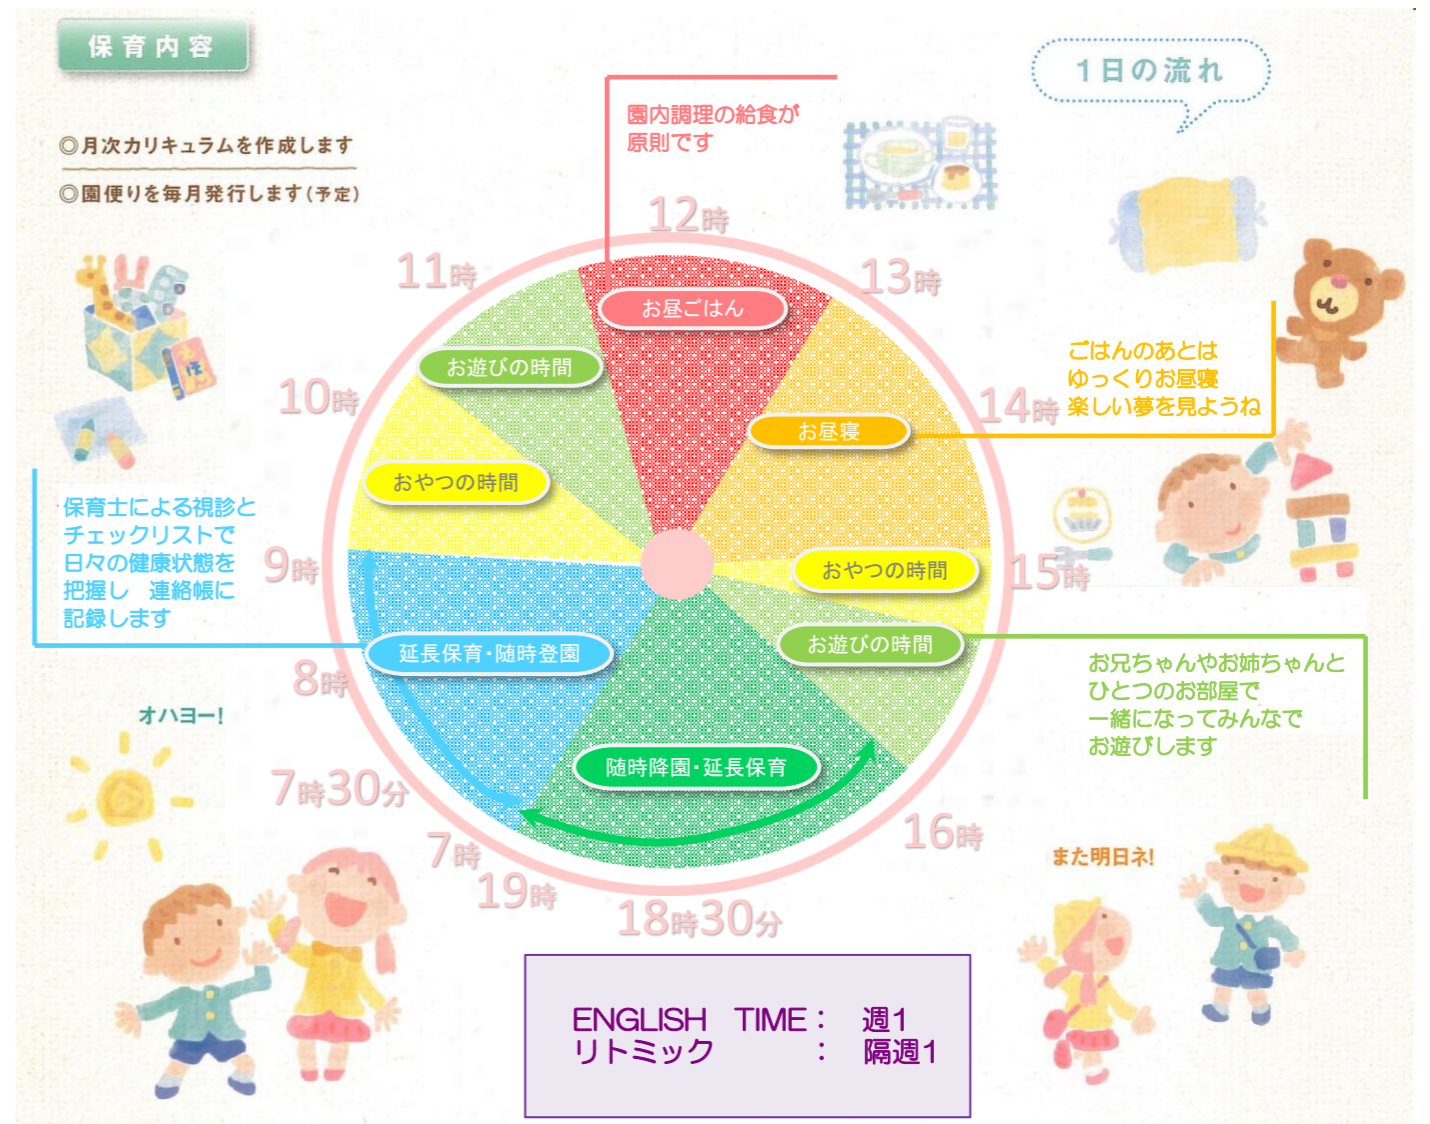 保育内容
1日の流れ
◎月次カリキュラムを作成します
◎園便りを毎月発行します(予定)
園内調理の給食が
原則です
12時
11時
13時
お昼ごはん
お遊びの時間
10時
14時
ごはんのあとは
ゆっくりお昼寝
楽しい夢を見ようね
お昼寝
おやつの時間
えほん
保育士による視診と
チェックリストで
日々の健康状態を
把握し 連絡帳に
記録します
9時
おやつの時間
15時
延長保育・随時登園
お遊びの時間
お兄ちゃんやお姉ちゃんと
ひとつのお部屋で
一緒になってみんなで
お遊びします
8時
オハヨー!
随時降園・延長保育
7時30分
7時
16時
19時
18時30分
また明日ネ!
ENGLISH TIME: 週1
リトミック : 隔週1